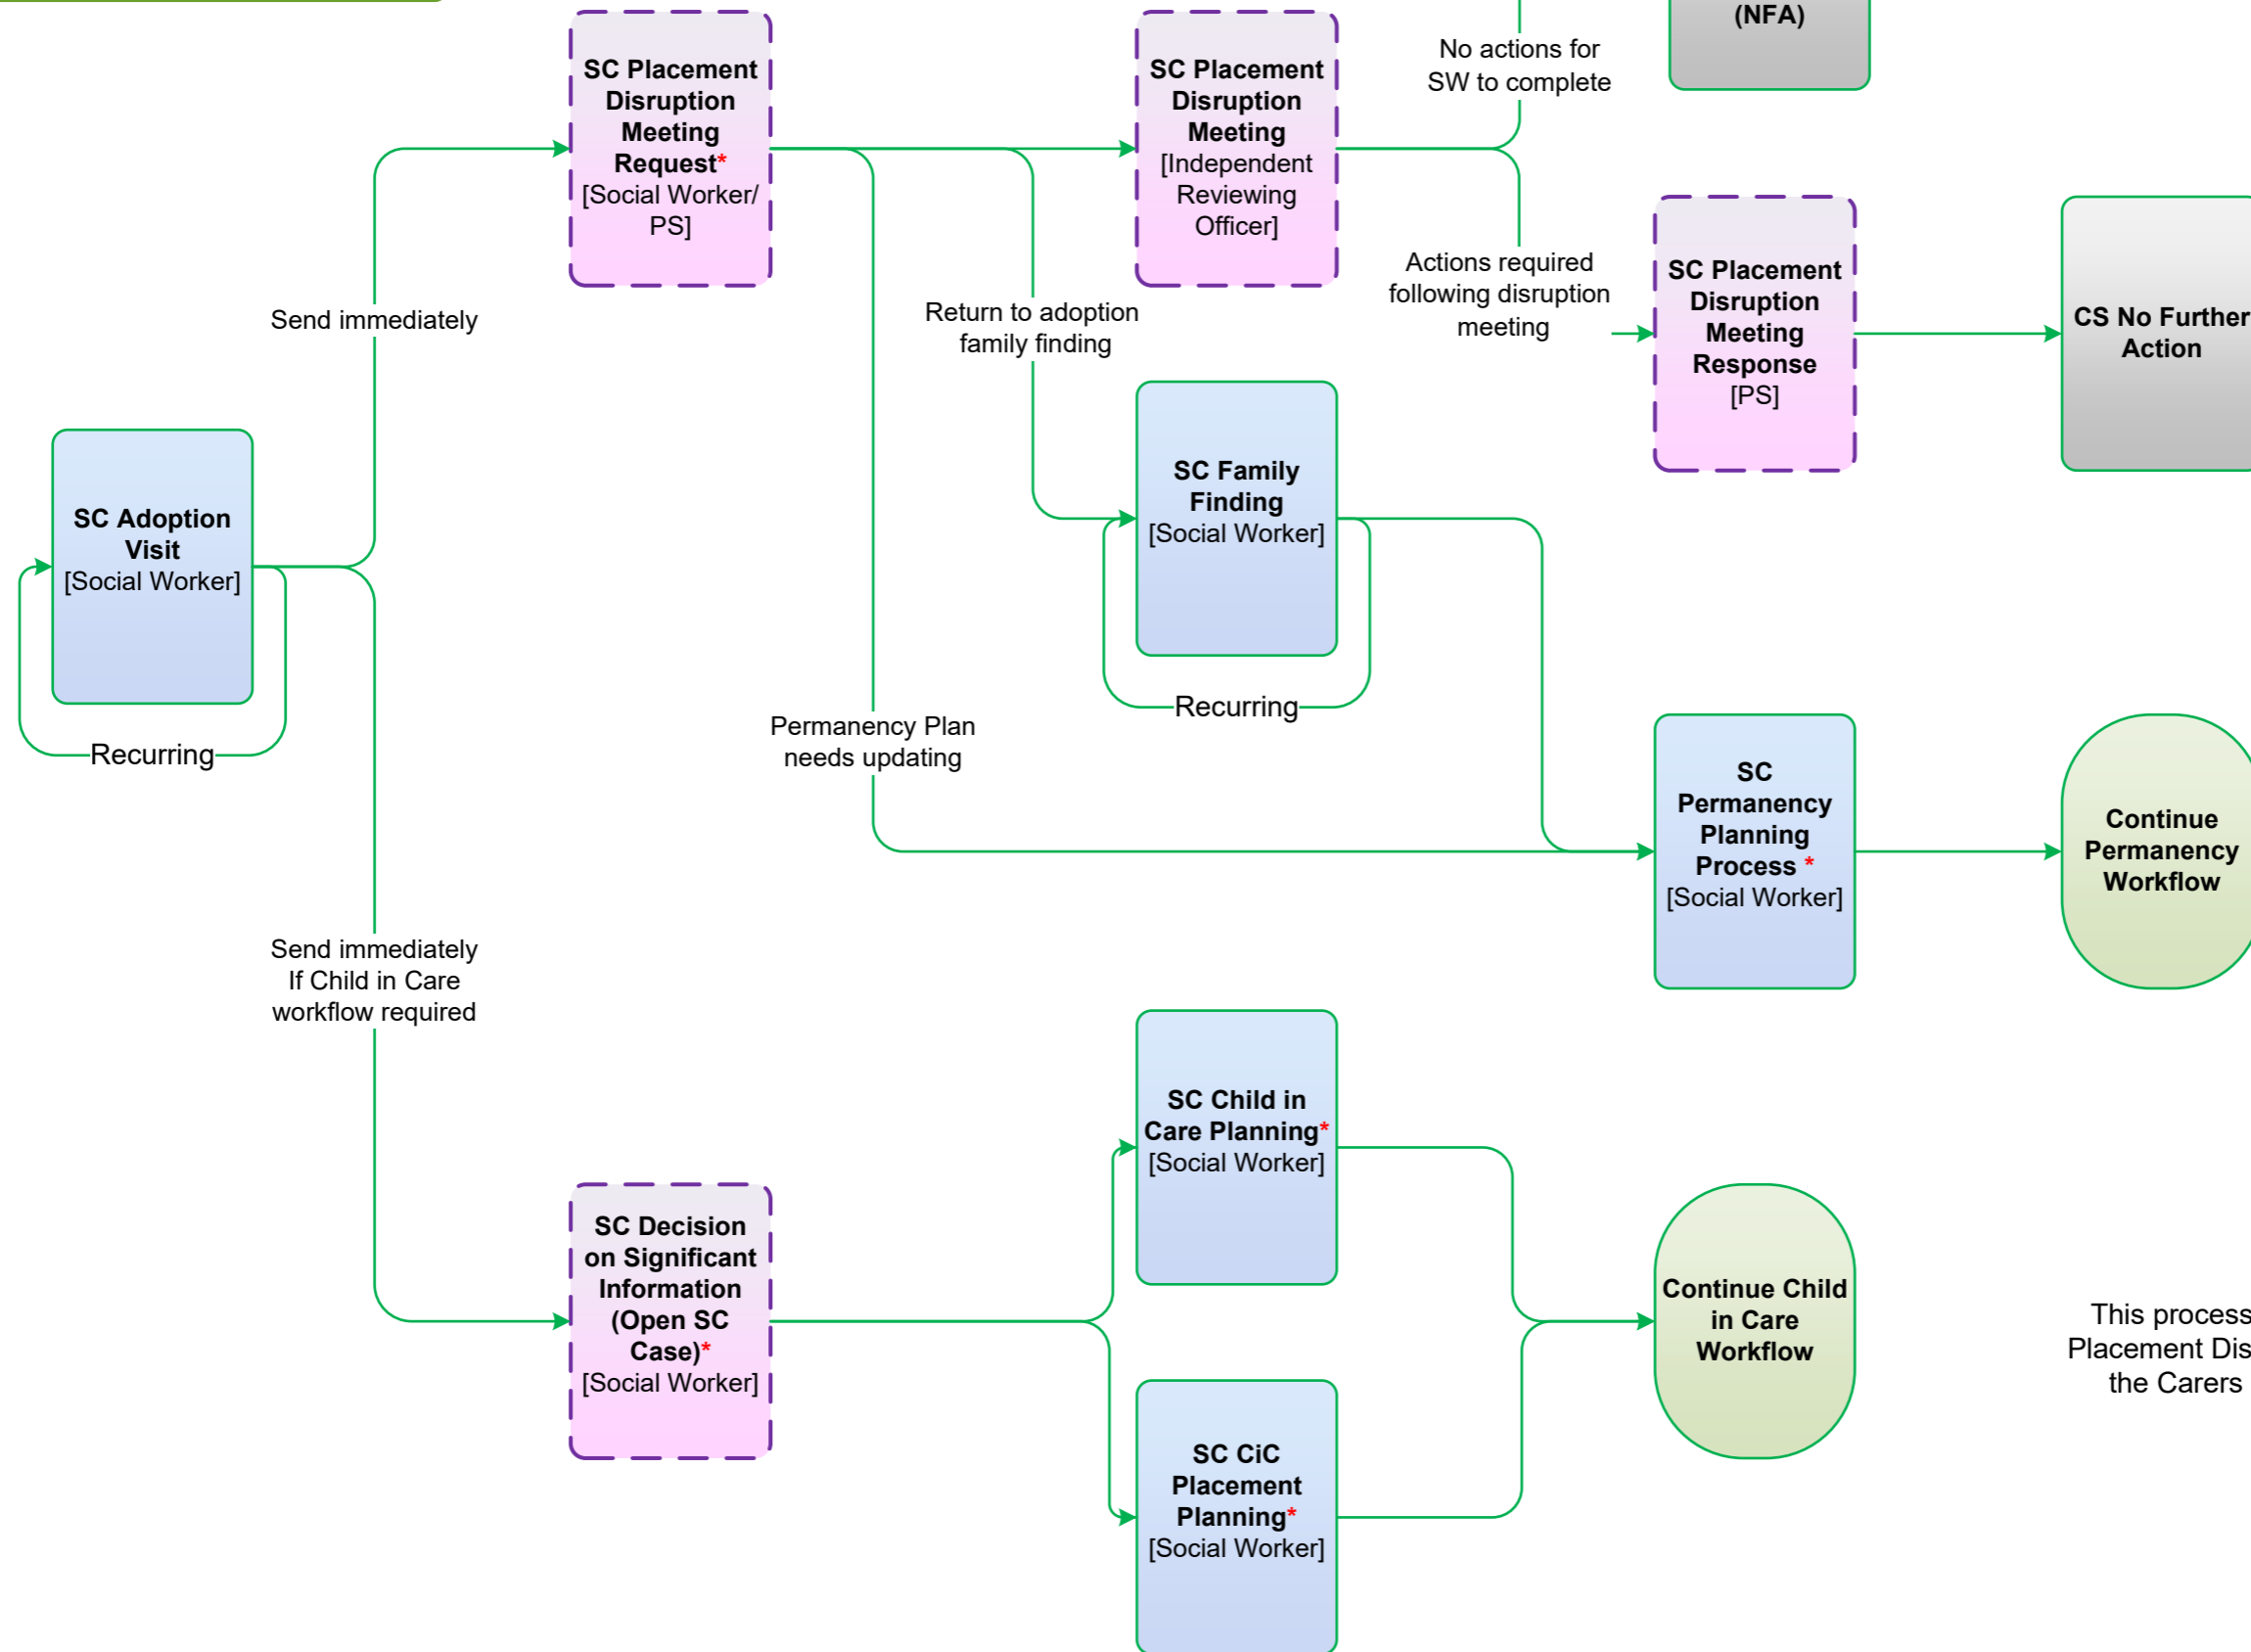 (NFA)
SC Placement
Disruption
Meeting
Request*
[Social Worker/
PS]
SC Placement
Disruption
Meeting
[Independent
Reviewing
Officer]
No actions for
SW to complete
Actions required
following disruption
meeting
SC Placement
Disruption
Meeting
Response
[PS]
CS No Further
Action
Send immediately
Return to adoption
family finding
SC Adoption
Visit
[Social Worker]
Recurring
SC Family
Finding
[Social Worker]
Recurring
Permanency Plan
needs updating
SC
Permanency
Planning
Process *
[Social Worker]
Continue
Permanency
Workflow
Send immediately
If Child in Care
workflow required
SC Child in
Care Planning*
[Social Worker]
SC Decision
on Significant
Information
(Open SC
Case)*
[Social Worker]
Continue Child
in Care
Workflow
This process
Placement Dis
the Carers
SC CiC
Placement
Planning*
[Social Worker]